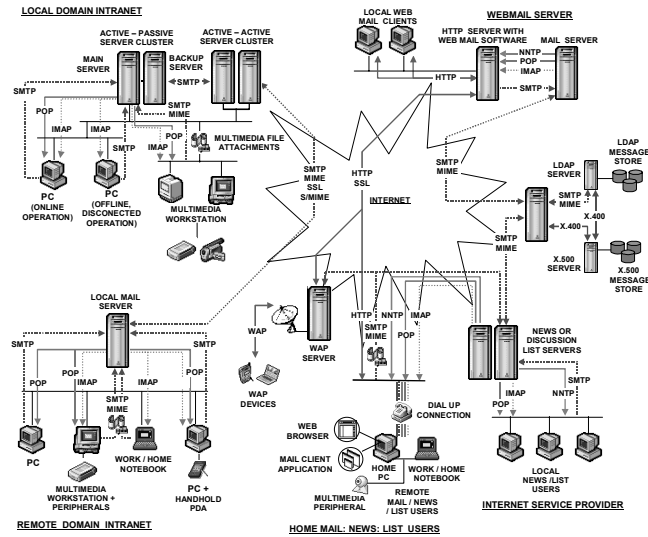 LOCAL DOMAIN INTRANET
ACTIVE – PASSIVE
SERVER CLUSTER
ACTIVE – ACTIVE
SERVER CLUSTER
MAIN
SERVER
BACKUP
SERVER
SMTP
SMTP
POP
SMTP
MIME
IMAP
IMAP
POP
SMTP
IMAP
MULTIMEDIA FILE
ATTACHMENTS
PC
(ONLINE
OPERATION)
PC
(OFFLINE,
DISCONECTED
OPERATION)
MULTIMEDIA
WORKSTATION
LOCAL WEB
MAIL CLIENTS
WEBMAIL SERVER
HTTP SERVER WITH
WEB MAIL SOFTWARE
MAIL SERVER
NNTP
POP
IMAP
HTTP
SMTP
SMTP
MIME
SSL
S/MIME
HTTP
SSL
INTERNET
SMTP
MIME
SMTP
MIME
LDAP
SERVER
LDAP
MESSAGE
STORE
SMTP
MIME
X.400
X.400
X.500
SERVER
X.500
MESSAGE
STORE
LOCAL MAIL
SERVER
SMTP
SMTP
POP
POP
IMAP
IMAP
POP
SMTP
MIME
PC
WORK / HOME
NOTEBOOK
MULTIMEDIA
WORKSTATION +
PERIPHERALS
PC +
HANDHOLD
PDA
REMOTE DOMAIN INTRANET
WAP
WAP
WAP
SERVER
WAP
DEVICES
HTTP
NNTP
IMAP
SMTP
MIME
POP
DIAL UP
CONNECTION
WEB
BROWSER
MAIL CLIENT
APPLICATION
HOME
PC
WORK / HOME
NOTEBOOK
MULTIMEDIA
PERIPHERAL
REMOTE
MAIL / NEWS
/ LIST USERS
HOME MAIL: NEWS: LIST USERS
NEWS OR
DISCUSSION
LIST SERVERS
SMTP
IMAP
NNTP
POP
LOCAL
NEWS /LIST
USERS
INTERNET SERVICE PROVIDER